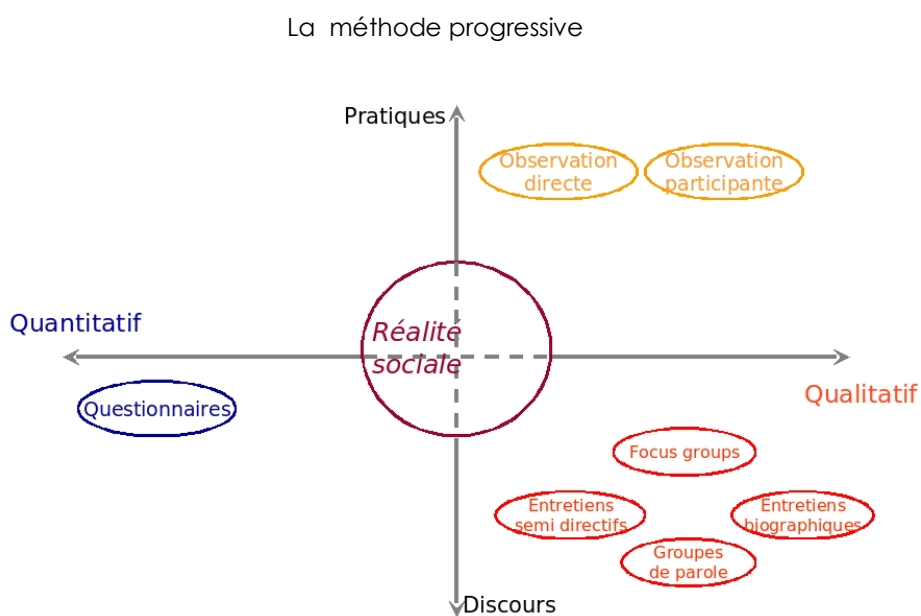 La méthode progressive
Pratiques
Observation
directe
Observation
participante
Quantitatif
Réalité
sociale
Qualitatif
Questionnaires
Focus groups
Entretiens
semi directifs
Entretiens
biographiques
Groupes
de parole
Discours